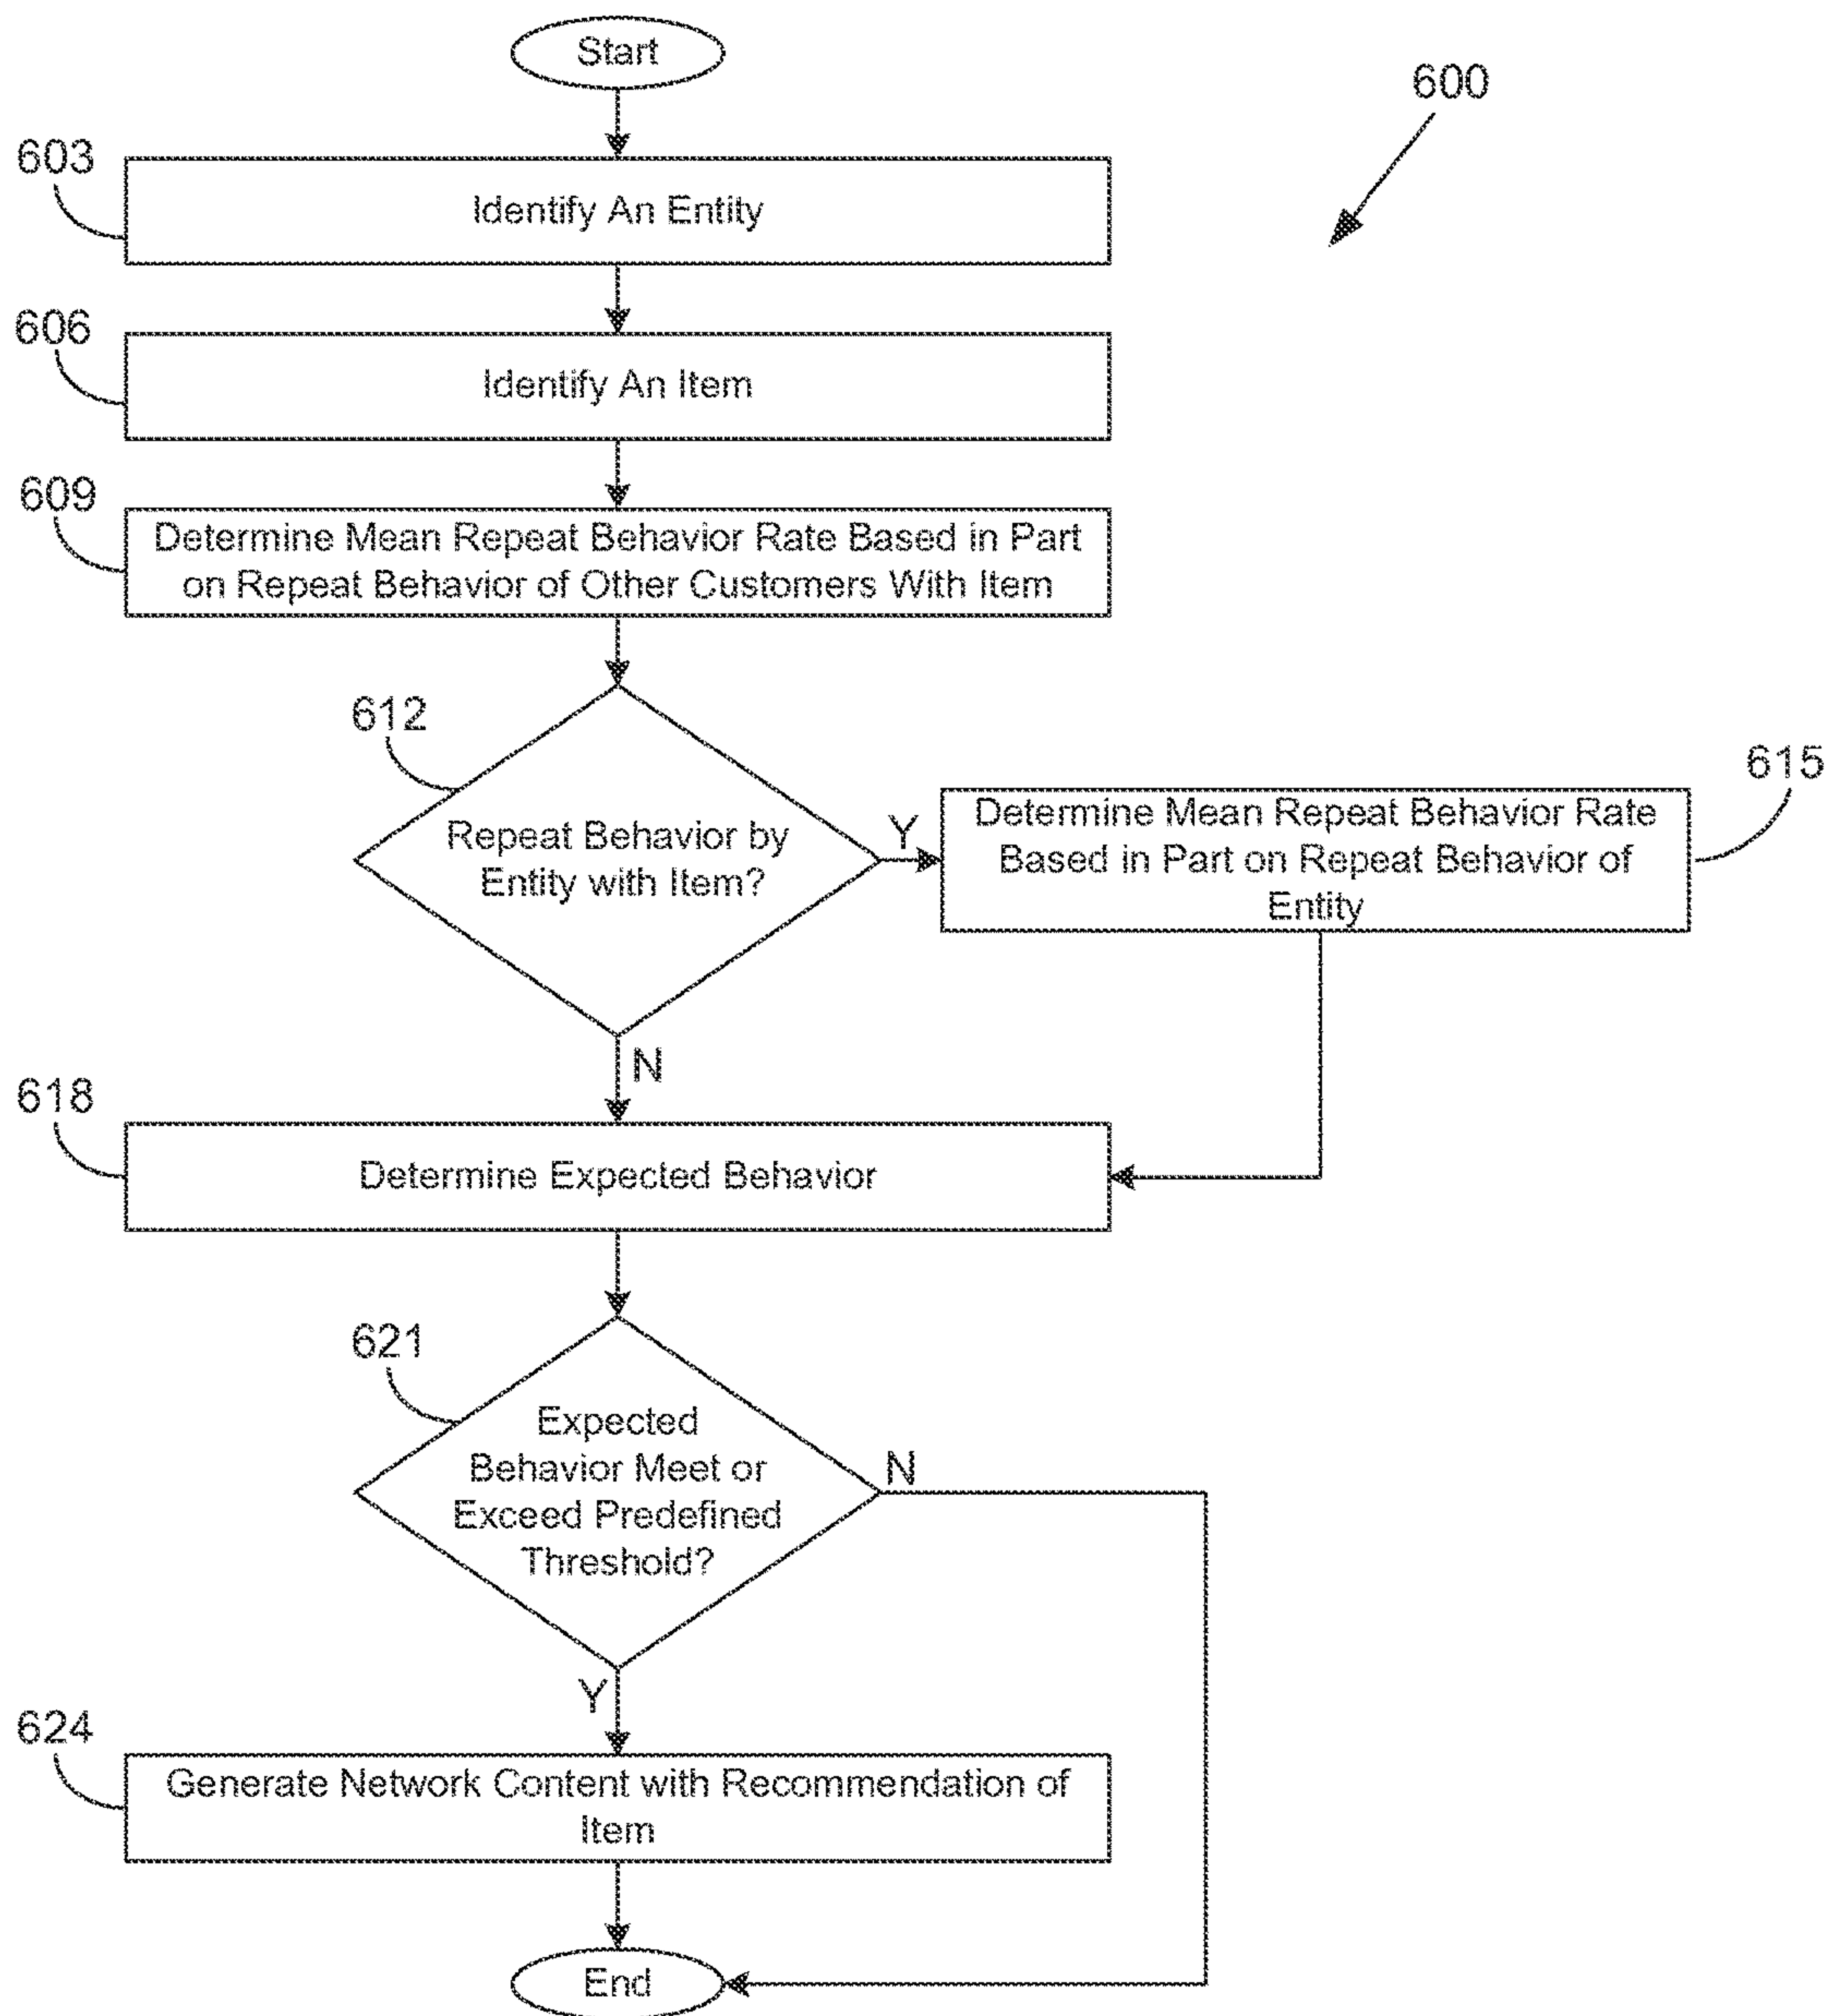 Start
600
603
Identify An Entity
606
Identify An Item
609
Determine Mean Repeat Behavior Rate Based in Part
on Repeat Behavior of Other Customers With Item
612
Repeat Behavior by
Entity with Item?
Y
615
Determine Mean Repeat Behavior Rate
Based in Part on Repeat Behavior of
Entity
N
618
Determine Expected Behavior
621
Expected
Behavior Meet or
Exceed Predefined
Threshold?
N
Y
624
Generate Network Content with Recommendation of
Item
End